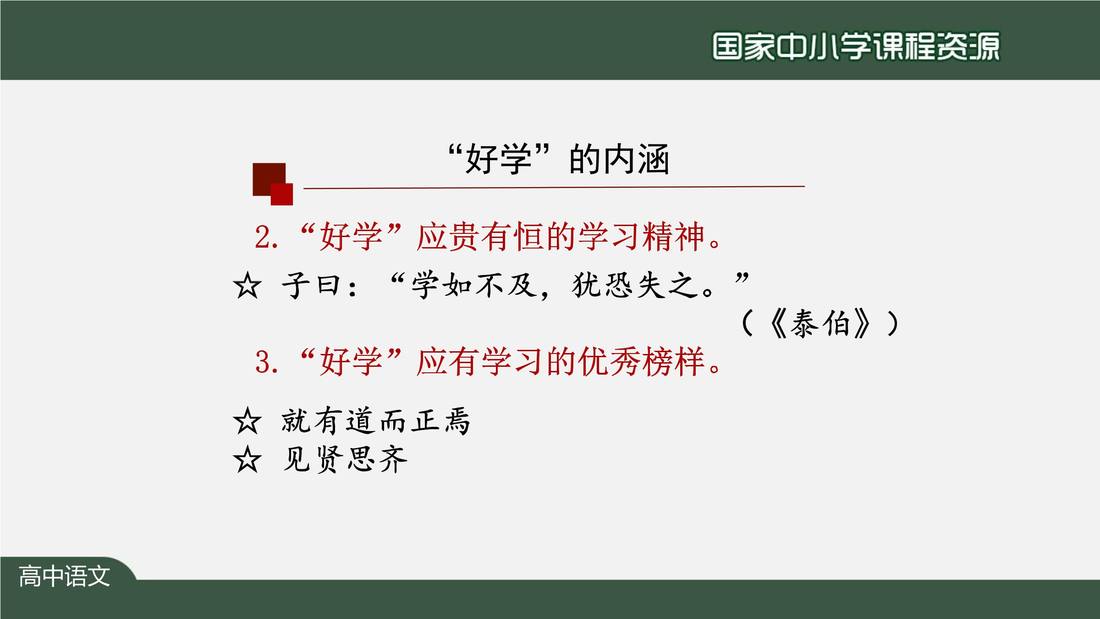 国家中小学课程资源
“好学”的内涵
2.“好学”应贵有恒的学习精神。
☆ 子曰：“学如不及，犹恐失之。”
（《泰伯》）
3.“好学”应有学习的优秀榜样。
☆ 就有道而正焉
☆ 见贤思齐
高中语文